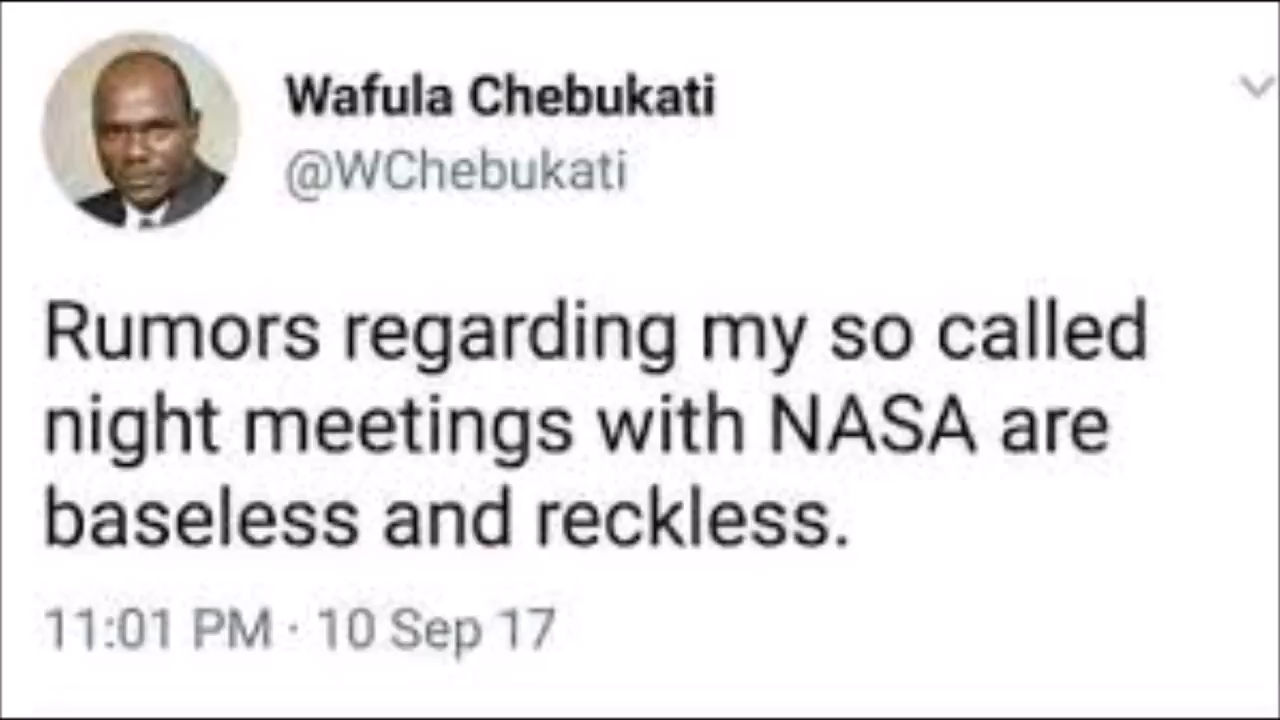 Wafula Chebukati
@WChebukati
Rumors regarding my so called
night meetings with NASA are
baseless and reckless.
11:01 PM · 10 Sep 17